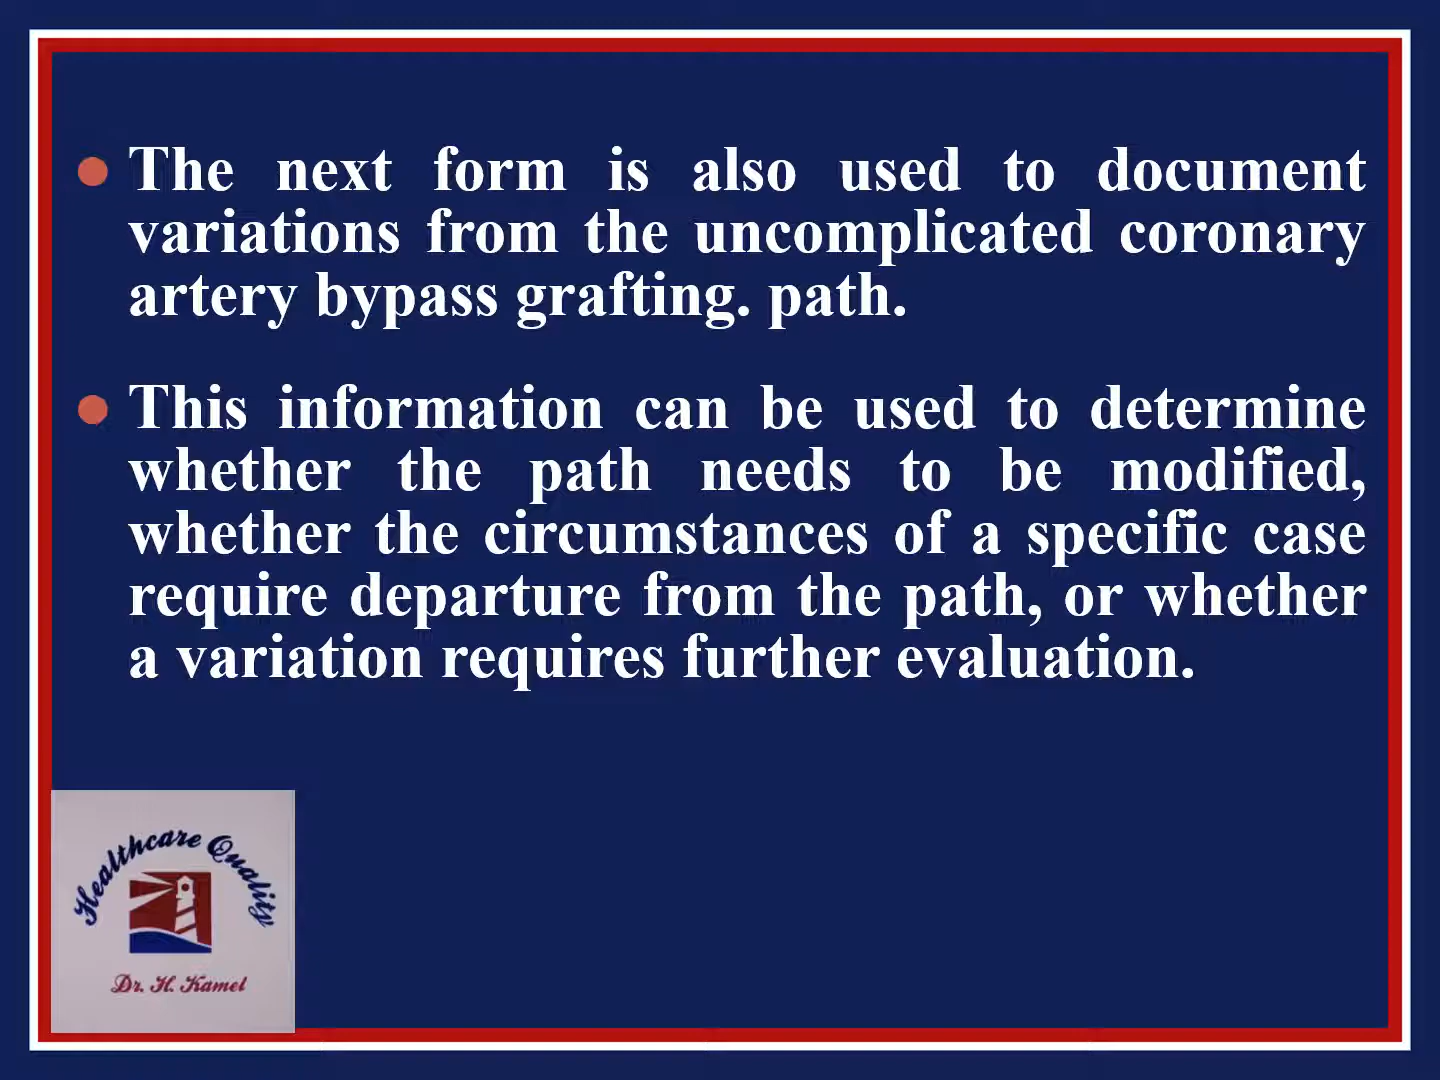 The next form is also used to document
variations from the uncomplicated coronary
artery bypass grafting. path.
This information can be used to determine
whether the path needs to be modified,
whether the circumstances of a specific case
require departure from the path, or whether
a variation requires further evaluation.
Healthcare Quality
Dr. H. Kamel